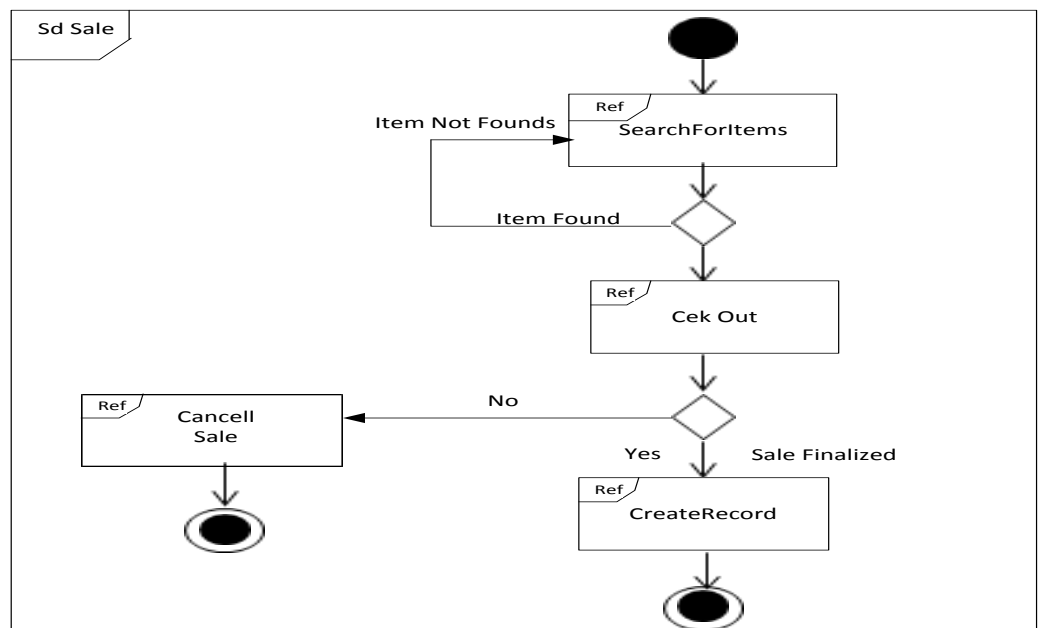 Sd Sale
Ref
SearchForItems
Item Not Founds
Item Found
Ref
Cek Out
Ref
Cancell
Sale
No
Yes
Sale Finalized
Ref
CreateRecord